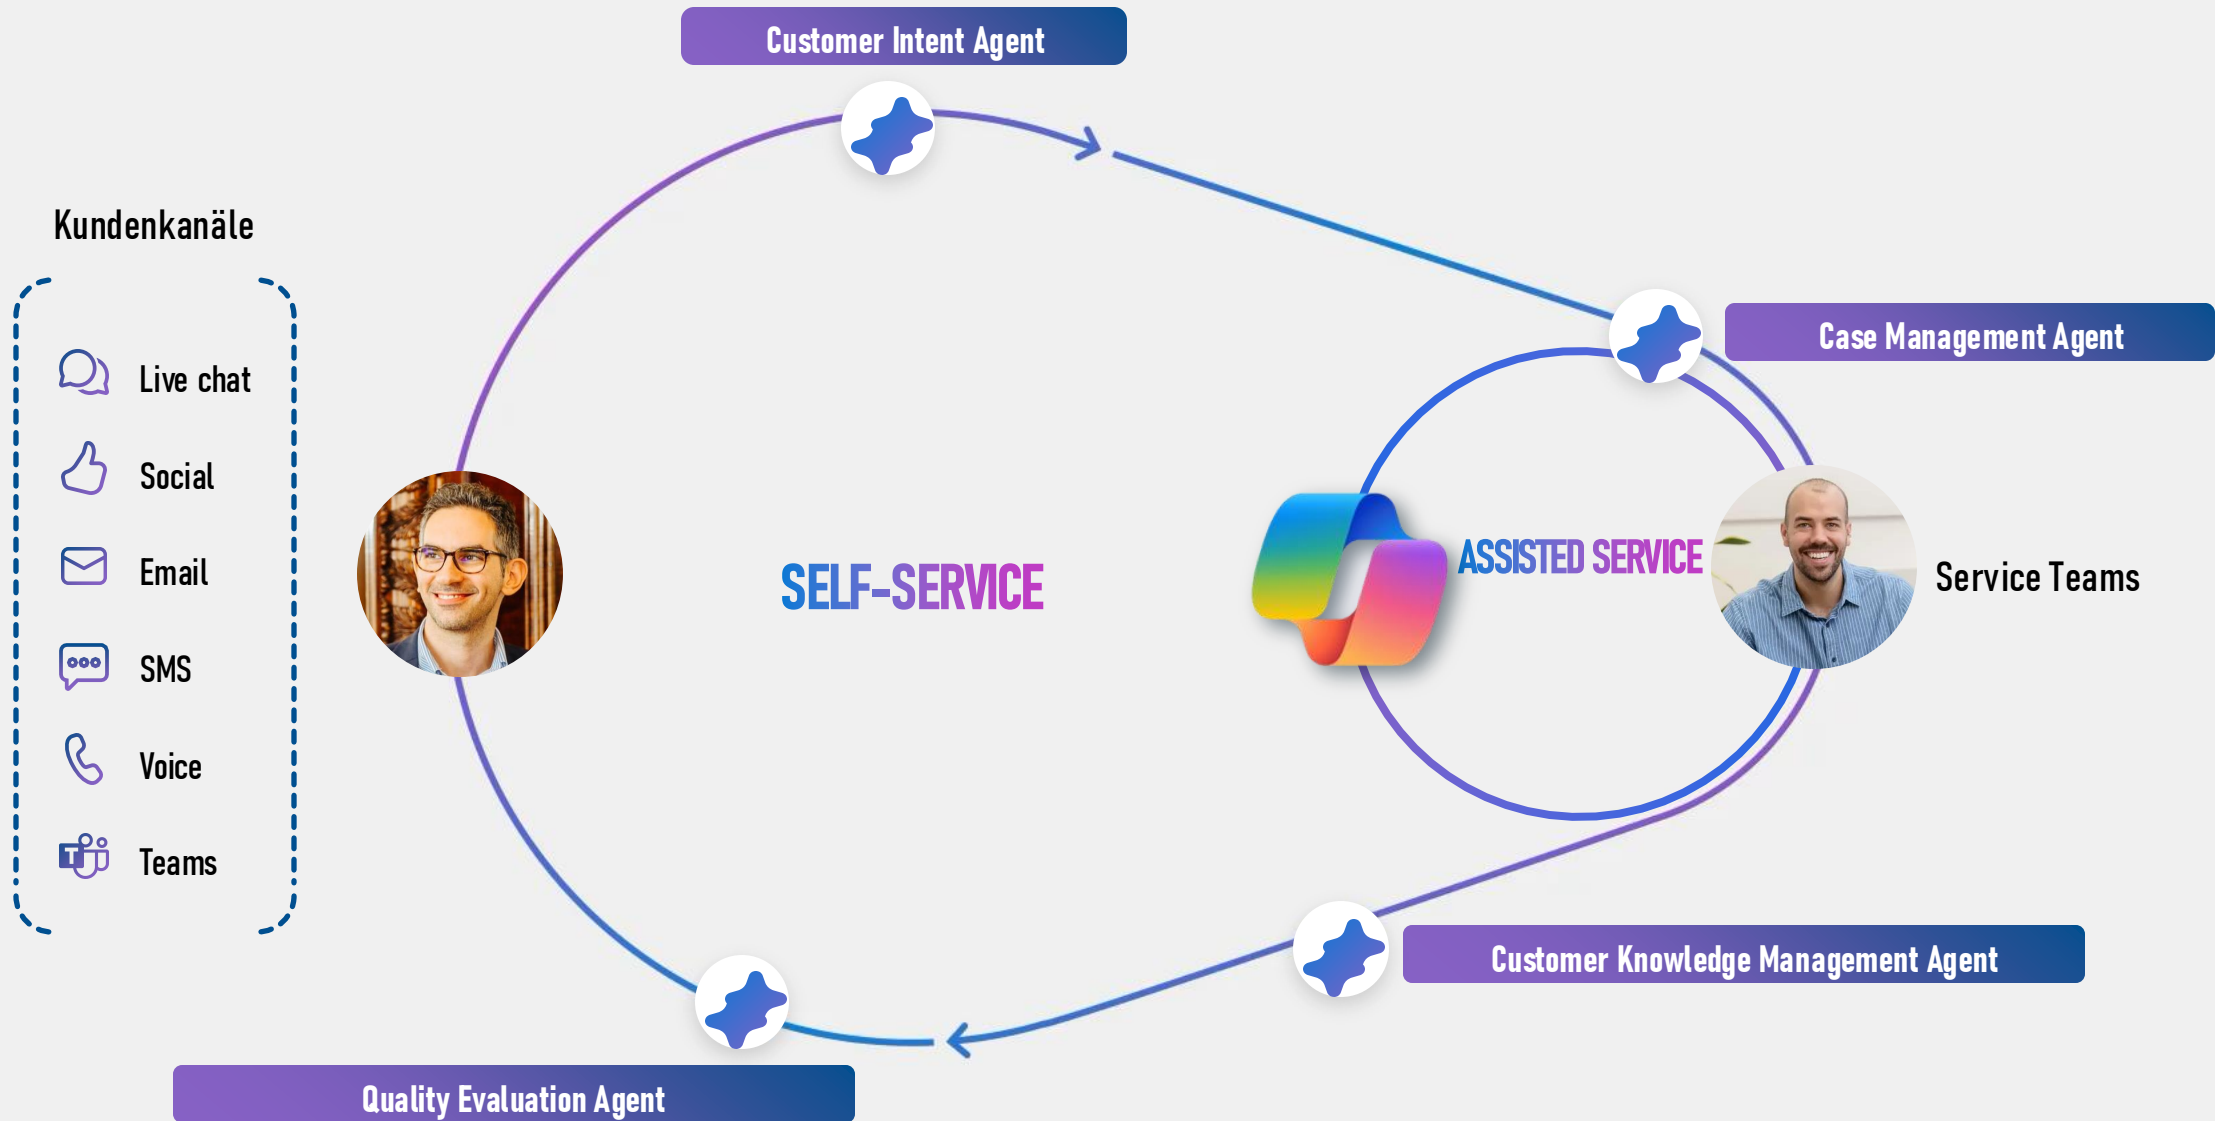 Customer Intent Agent
Kundenkanäle
Live chat
Social
Email
SMS
Voice
T
Teams
SELF-SERVICE
ASSISTED SERVICE
Case Management Agent
Service Teams
Customer Knowledge Management Agent
Quality Evaluation Agent